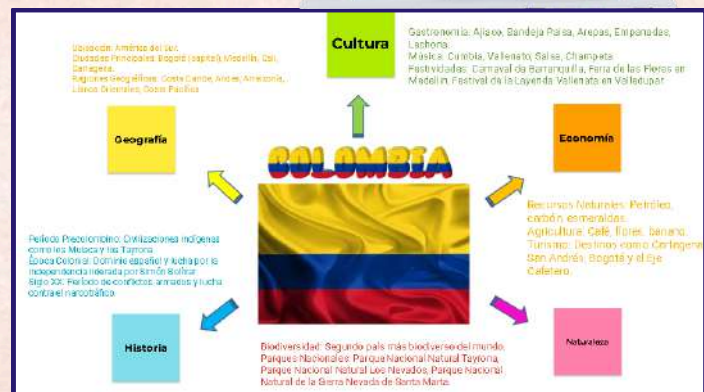 Cultura
Gastronomía: Ajiaco, Bandeja Paisa, Arepas, Empanadas,
Lechona.
Música: Cumbia, Vallenato, Salsa, Champeta
Festividades: Carnaval de Barranquilla, Feria de las Flores en
Medellín, Festival de la Leyenda Vallenata en Valledupar
Ubicación: América del Sur.
Ciudades Principales: Bogotá (capital), Medellín, Cali,
Cartagena.
Regiones Geográficas: Costa Caribe, Andes, Amazonía,
Llanos Orientales, Costa Pacífica
Geografía
COLOMBIA
Economía
Recursos Naturales: Petróleo,
carbón, esmeraldas.
Agricultura: Café, flores, banano.
Turismo: Destinos como Cartagena
San Andrés, Bogotá y el Eje
Cafetero.
Período Precolombino: Civilizaciones indígenas
como los Muisca y los Tayrona.
Época Colonial: Dominio español y lucha por la
independencia liderada por Simón Bolívar
Siglo XX: Período de conflictos armados y lucha
contra el narcotráfico.
Historia
Biodiversidad: Segundo país más biodiverso del mundo.
Parques Nacionales: Parque Nacional Natural Tayrona,
Parque Nacional Natural Los Nevados, Parque Nacional
Natural de la Sierra Nevada de Santa Marta.
Naturaleza